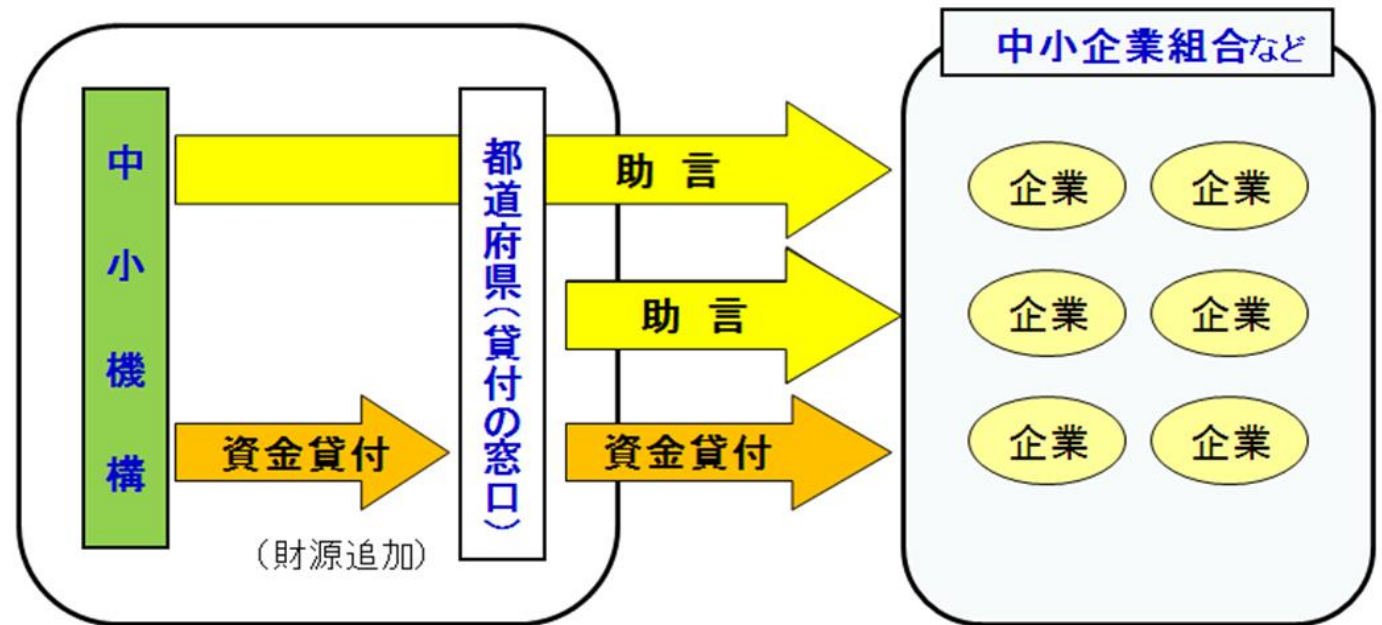 中小企業組合など
中小機構
都道府県(貸付の窓口)
助言
助言
資金貸付
資金貸付
(財源追加)
企業
企業
企業
企業
企業
企業